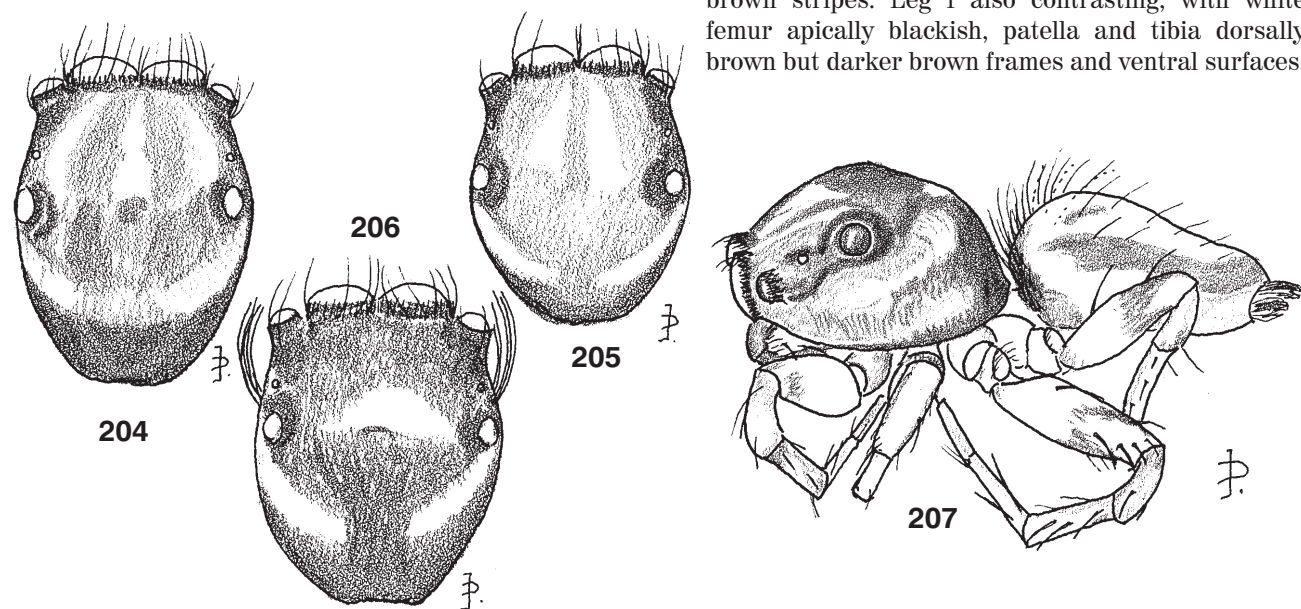 brown stripes. Leg I also contrasting, with white
femur apically blackish, patella and tibia dorsally
brown but darker brown frames and ventral surfaces
206
205
204
207